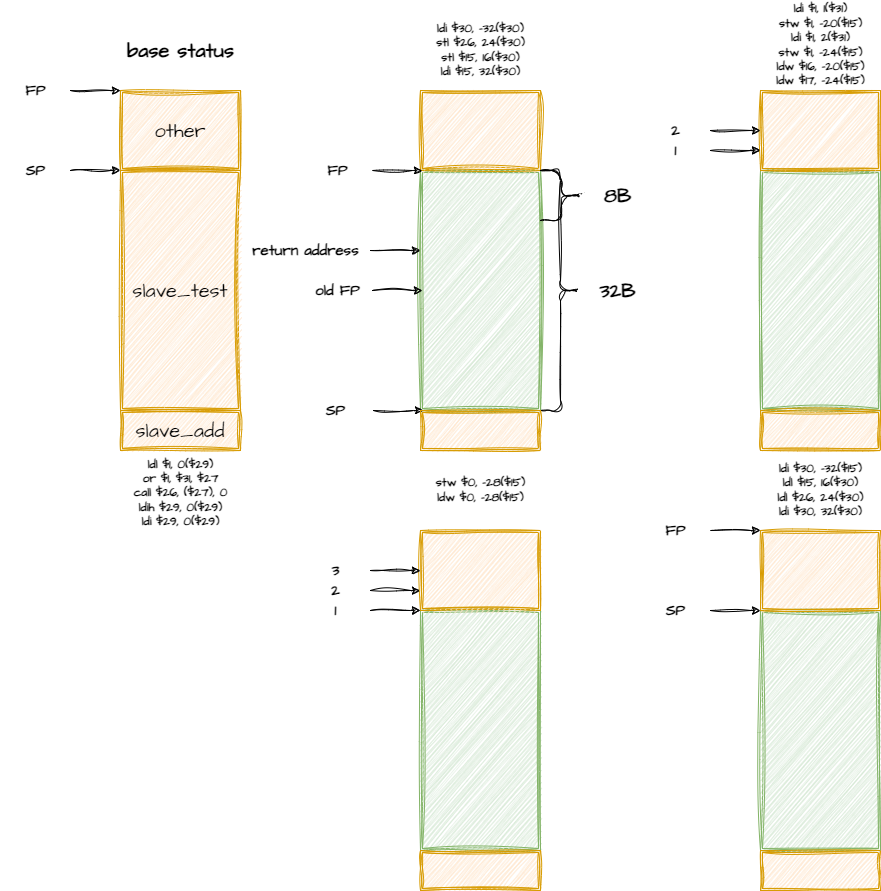 base status
FP
other
SP
slave_test
slave_add
ldl $1, 0($29)
or $1, $31, $27
call $26, ($27), 0
ldih $29, 0($29)
ldi $29, 0($29)
ldi $30, -32($30)
stl $26, 24($30)
stl $15, 16($30)
ldi $15, 32($30)
FP
8B
return address
old FP
32B
SP
ldi $1, 1($31)
stw $1, -20($15)
ldi $1, 2($31)
stw $1, -24($15)
ldw $16, -20($15)
ldw $17, -24($15)
2
1
stw $0, -28($15)
ldw $0, -28($15)
3
2
1
ldi $30, -32($15)
ldl $15, 16($30)
ldl $26, 24($30)
ldi $30, 32($30)
FP
SP